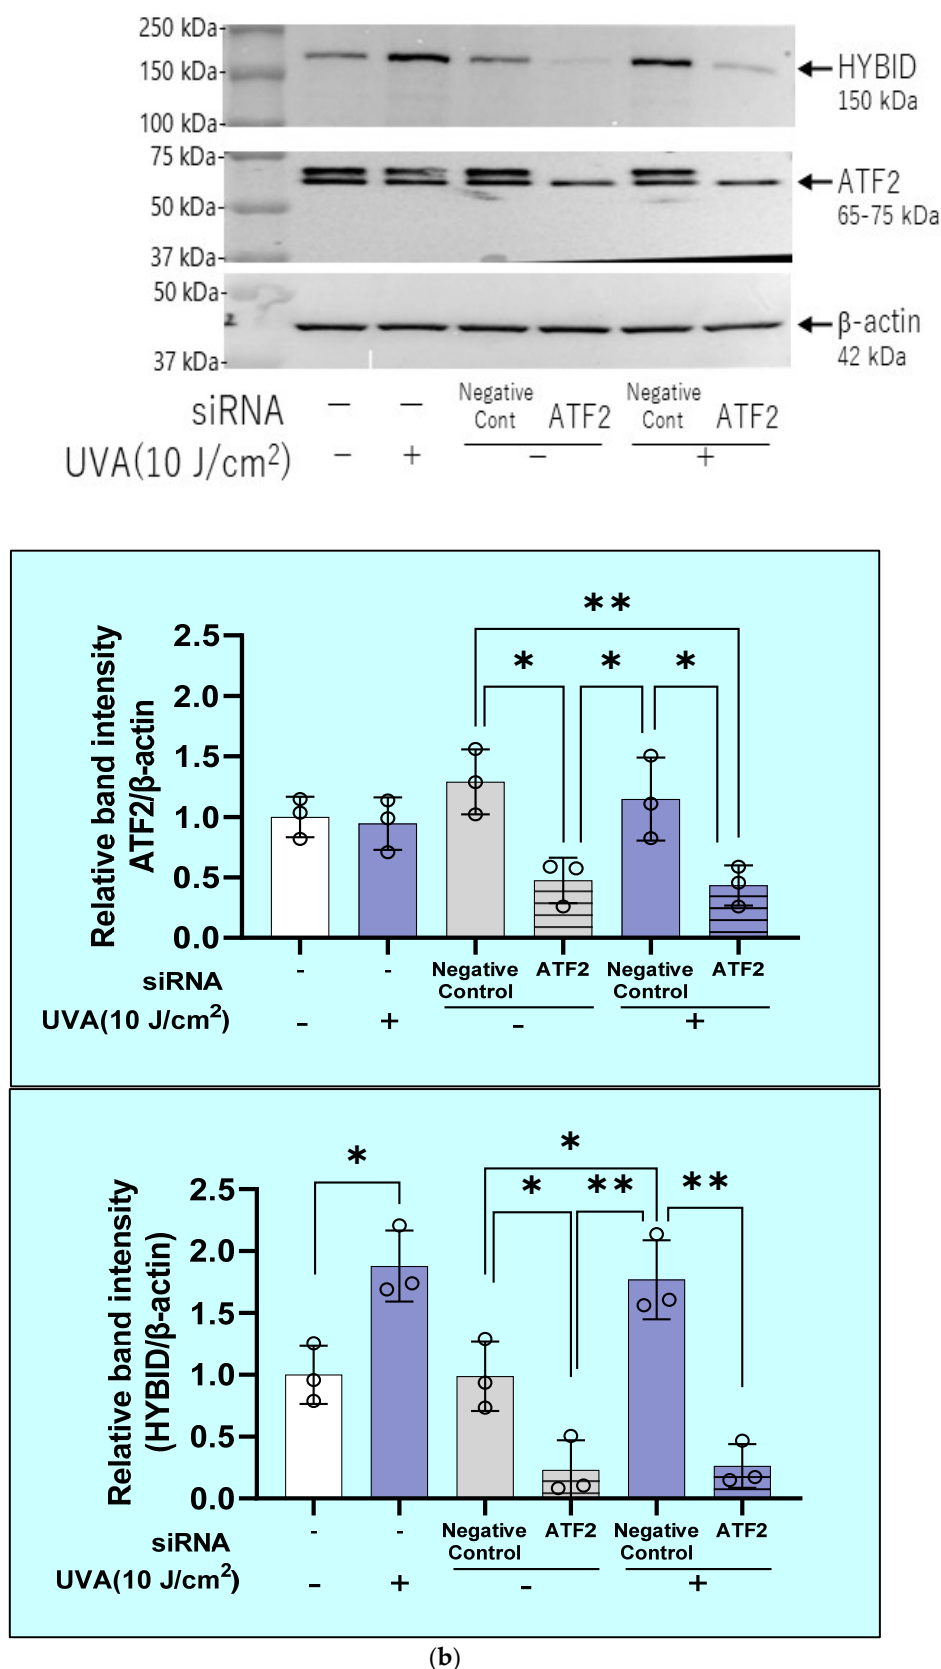 250 kDa-
150 kDa-
100 kDa-
HYBID
150 kDa
75 kDa-
50 kDa-
37 kDa-
ATF2
65-75 kDa
50 kDa-
37 kDa-
β-actin
42 kDa
siRNA — — Negative Cont ATF2 Negative Cont ATF2
UVA(10 J/cm²) — + — +
Relative band intensity
ATF2/β-actin
2.5
2.0
1.5
1.0
0.5
0.0
**
* * *
siRNA - - Negative Control ATF2 Negative Control ATF2
UVA(10 J/cm²) - + - +
Relative band intensity
(HYBID/β-actin)
2.5
2.0
1.5
1.0
0.5
0.0
*
*
* ** **
siRNA - - Negative Control ATF2 Negative Control ATF2
UVA(10 J/cm²) - + - +
(b)